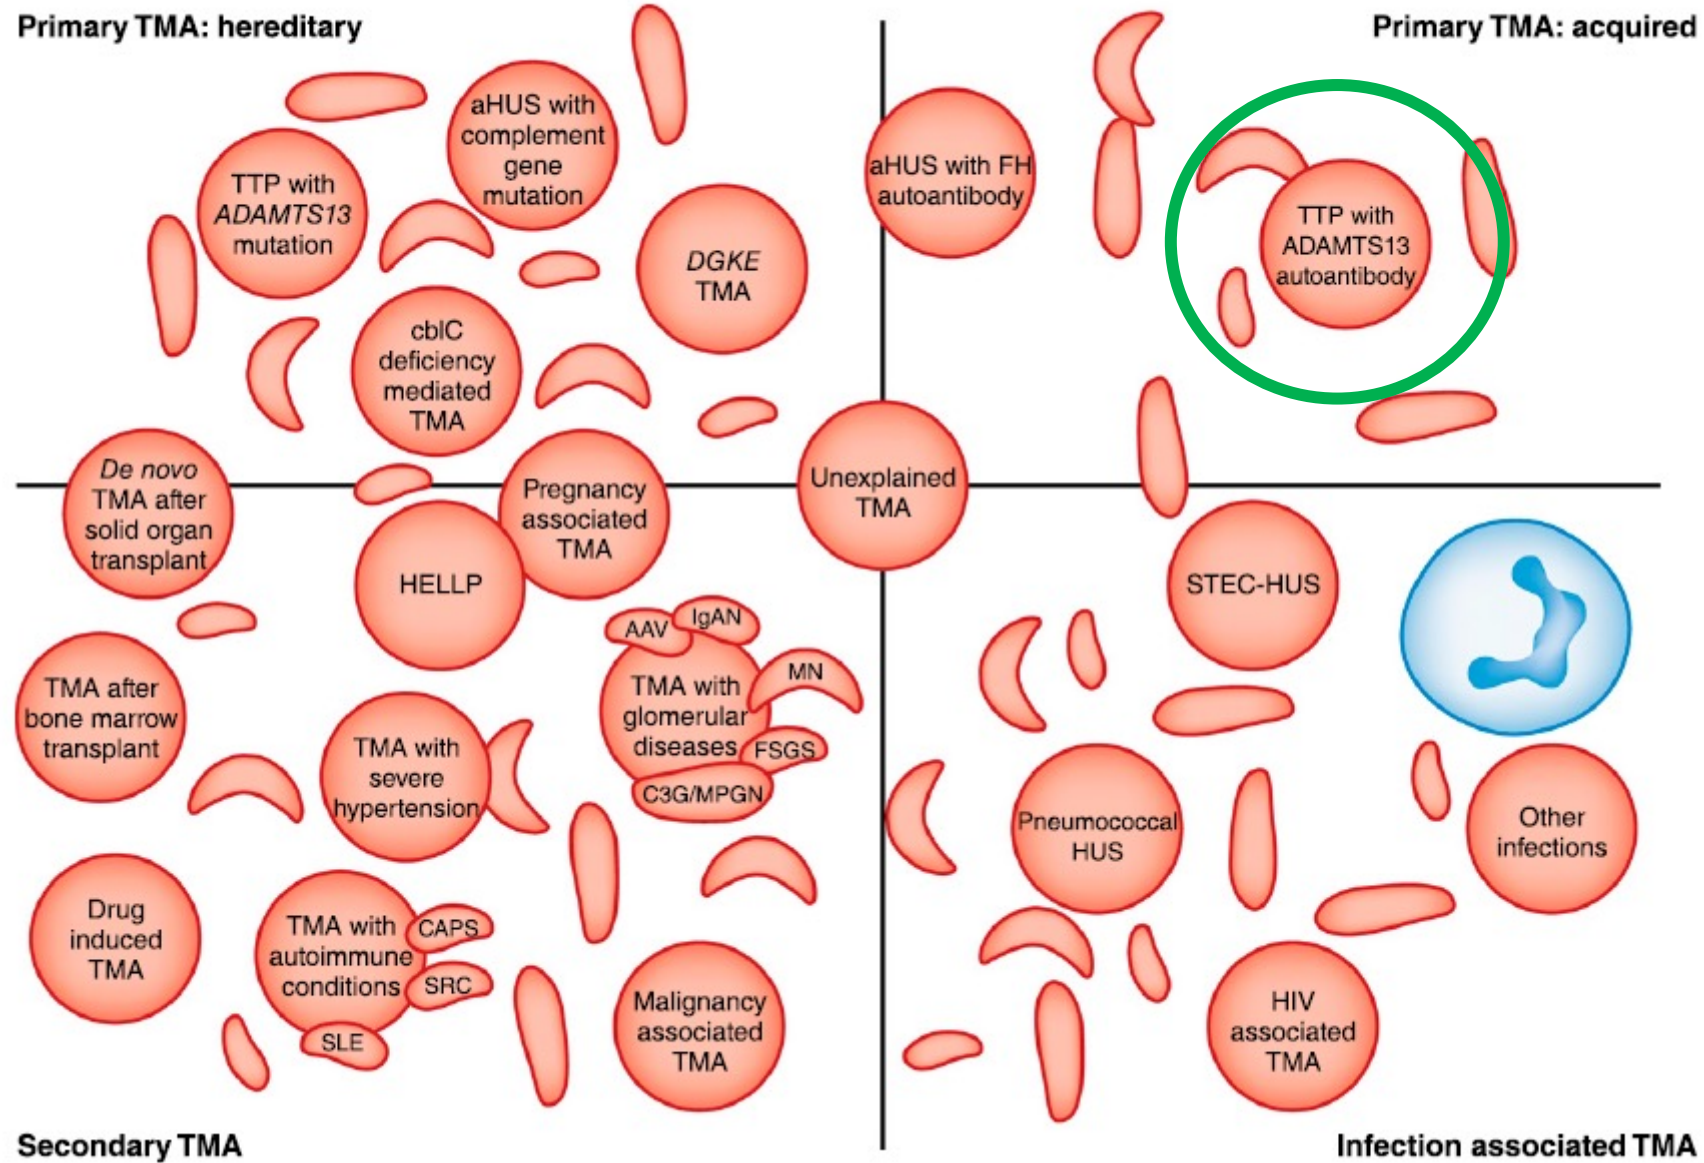 Primary TMA: hereditary
Primary TMA: acquired
aHUS with
complement
gene
mutation
TTP with
ADAMTS13
mutation
DGKE
TMA
cblC
deficiency
mediated
TMA
aHUS with FH
autoantibody
TTP with
ADAMTS13
autoantibody
Unexplained
TMA
De novo
TMA after
solid organ
transplant
Pregnancy
associated
TMA
HELLP
TMA after
bone marrow
transplant
TMA with
severe
hypertension
AAV
IgAN
MN
TMA with
glomerular
diseases
FSGS
C3G/MPGN
Drug
induced
TMA
TMA with
autoimmune
conditions
CAPS
SRC
SLE
Malignancy
associated
TMA
STEC-HUS
Pneumococcal
HUS
Other
infections
HIV
associated
TMA
Secondary TMA
Infection associated TMA